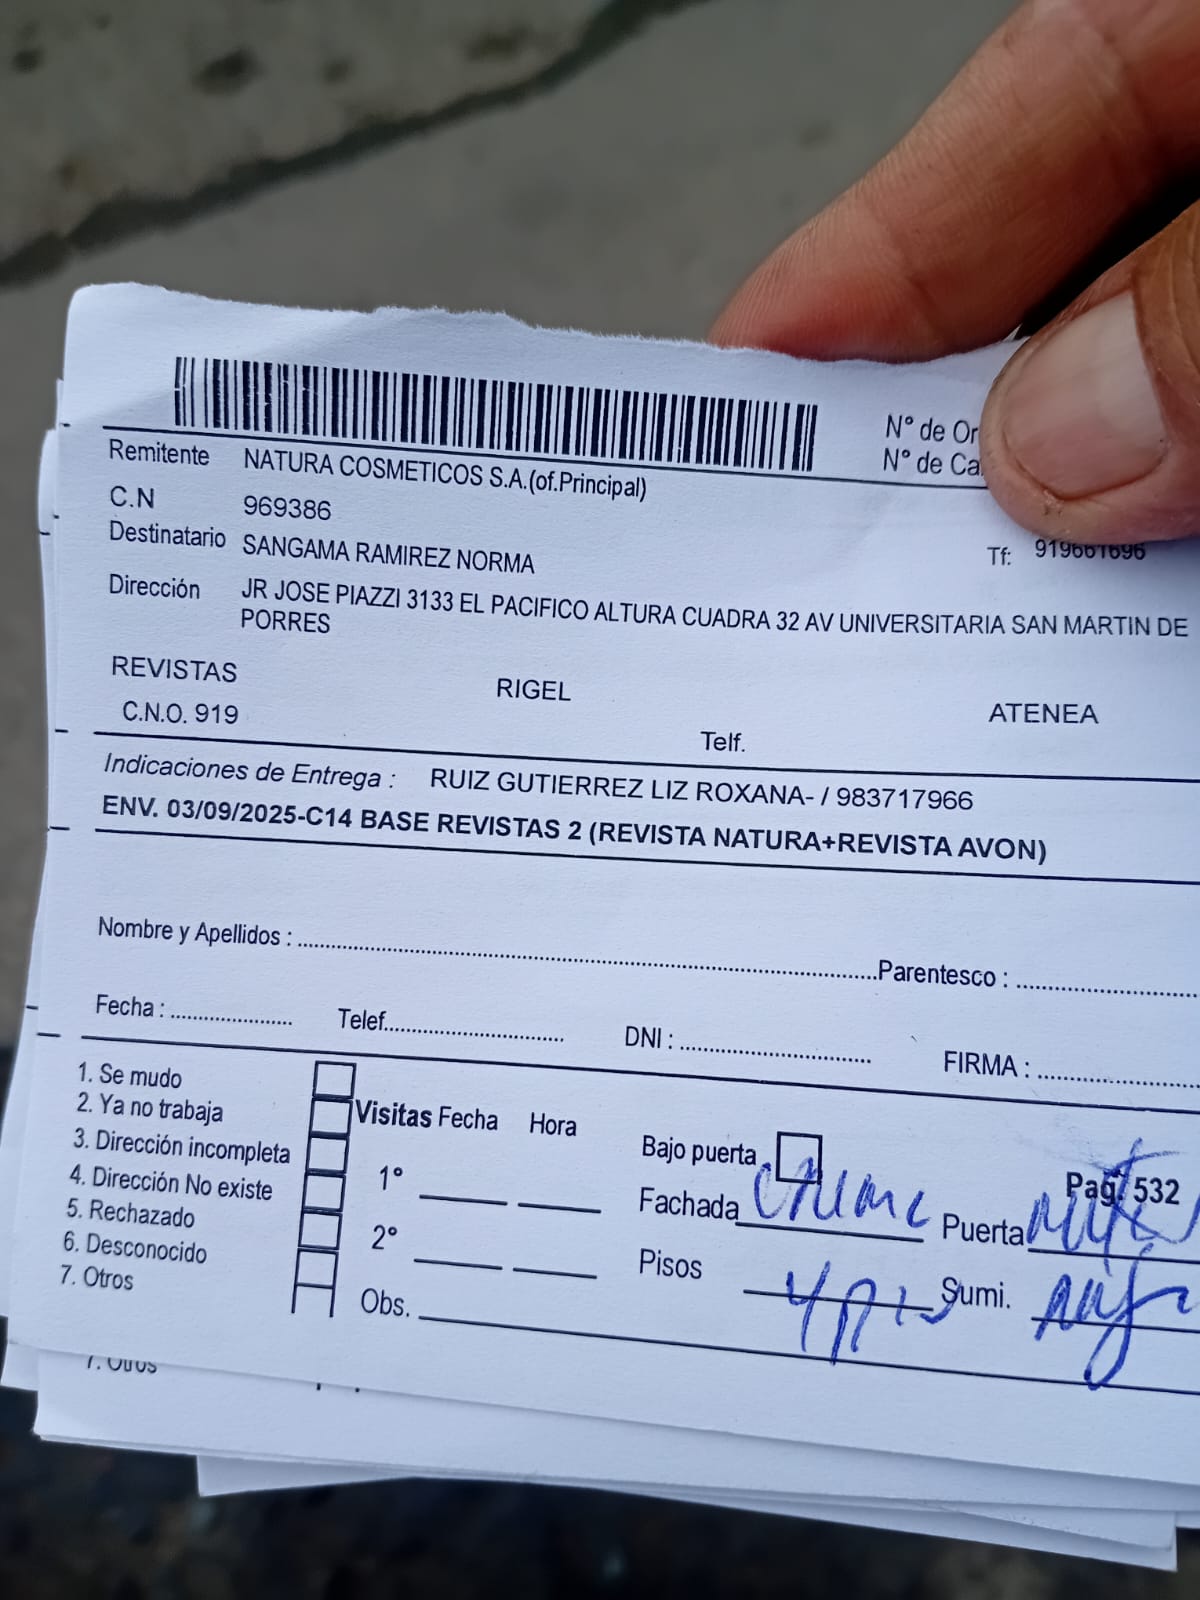 N° de Or
N° de Ca
Remitente NATURA COSMETICOS S.A.(of.Principal)
C.N 969386
Destinatario SANGAMA RAMIREZ NORMA Tf: 919661696
Dirección JR JOSE PIAZZI 3133 EL PACIFICO ALTURA CUADRA 32 AV UNIVERSITARIA SAN MARTIN DE
PORRES
REVISTAS RIGEL ATENEA
C.N.O. 919 Telf.
Indicaciones de Entrega : RUIZ GUTIERREZ LIZ ROXANA- / 983717966
ENV. 03/09/2025-C14 BASE REVISTAS 2 (REVISTA NATURA+REVISTA AVON)
Nombre y Apellidos : Parentesco :
Fecha : Telef. DNI : FIRMA :
1. Se mudo
2. Ya no trabaja Visitas Fecha Hora Bajo puerta
3. Dirección incompleta 1° Pag. 532
4. Dirección No existe Fachada Puerta
5. Rechazado 2°
6. Desconocido Pisos Sumi.
7. Otros Obs.
7. Otros